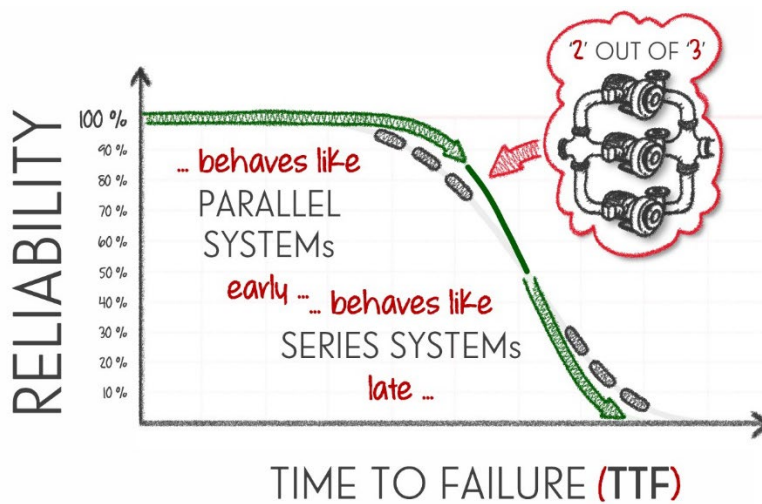 '2' OUT OF '3'
RELIABILITY
100 %
90 %
80 %
70 %
60 %
50 %
40 %
30 %
20 %
10 %
... behaves like
PARALLEL
SYSTEMs
early ...
... behaves like
SERIES SYSTEMs
late ...
TIME TO FAILURE (TTF)